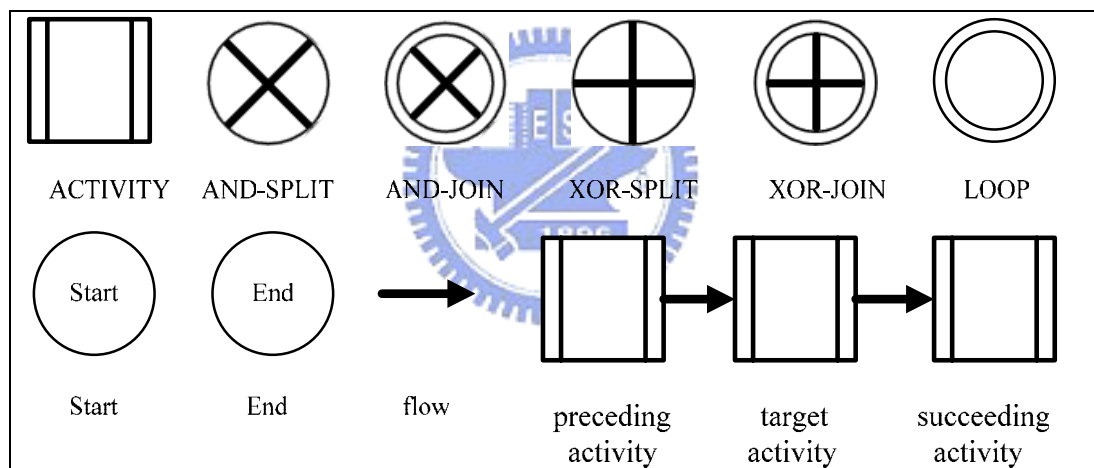 ACTIVITY AND-SPLIT AND-JOIN XOR-SPLIT XOR-JOIN LOOP
Start End
Start End flow preceding activity target activity succeeding activity
E S
1896